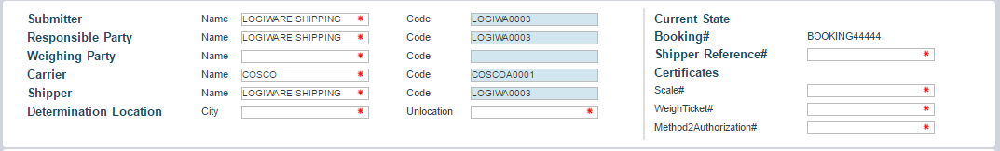 Submitter Name LOGIWARE SHIPPING * Code LOGIWA0003
Responsible Party Name LOGIWARE SHIPPING * Code LOGIWA0003
Weighing Party Name * Code
Carrier Name COSCO * Code COSCOA0001
Shipper Name LOGIWARE SHIPPING * Code LOGIWA0003
Determination Location City * Unlocation *
Current State
Booking# BOOKING44444
Shipper Reference# *
Certificates
Scale# *
WeighTicket# *
Method2Authorization# *